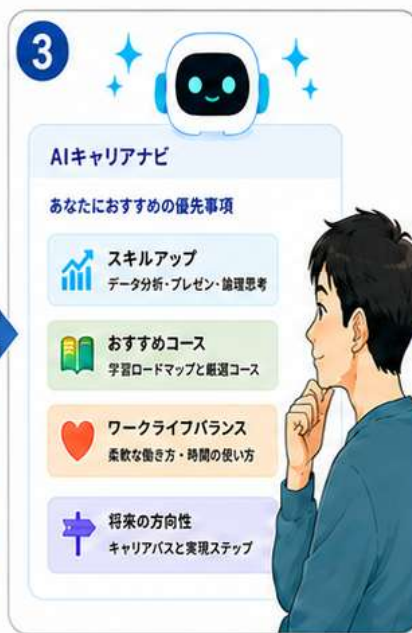 3
AIキャリアナビ
あなたにおすすめの優先事項
スキルアップ
データ分析・プレゼン・論理思考
おすすめコース
学習ロードマップと厳選コース
ワークライフバランス
柔軟な働き方・時間の使い方
将来の方向性
キャリアパスと実現ステップ